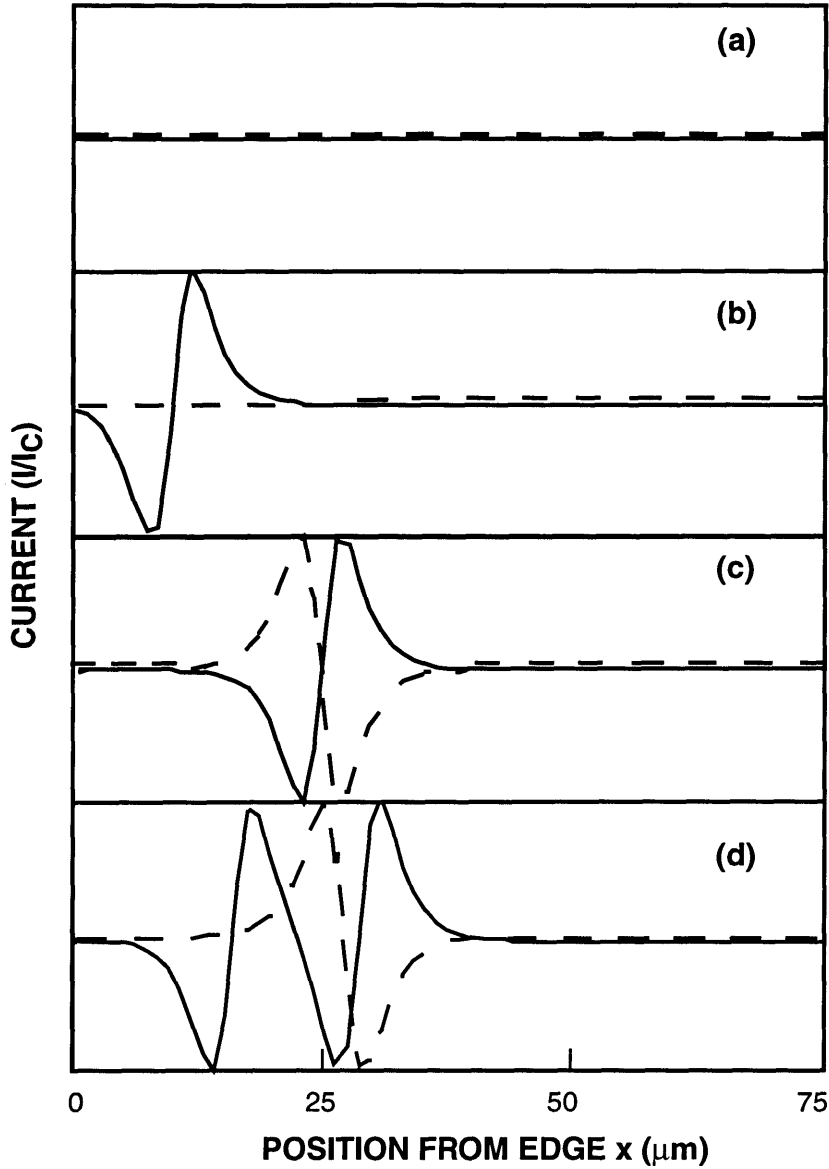 (a)
(b)
(c)
(d)
CURRENT (I/IC)
0 25 50 75
POSITION FROM EDGE x (μm)